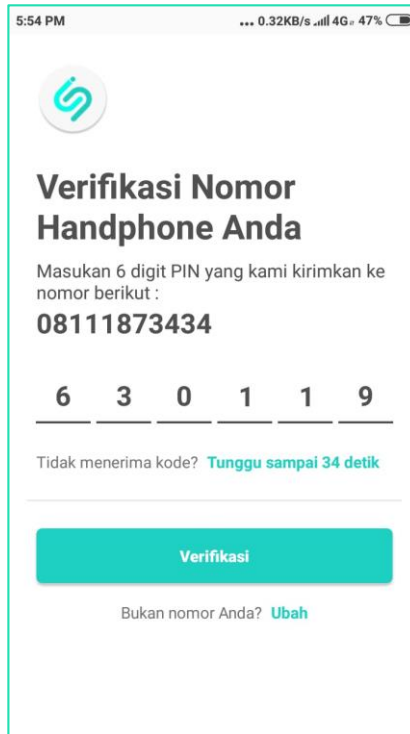 5:54 PM ... 0.32KB/s 4G 47%
Verifikasi Nomor
Handphone Anda
Masukan 6 digit PIN yang kami kirimkan ke
nomor berikut :
08111873434
6 3 0 1 1 9
Tidak menerima kode? Tunggu sampai 34 detik
Verifikasi
Bukan nomor Anda? Ubah